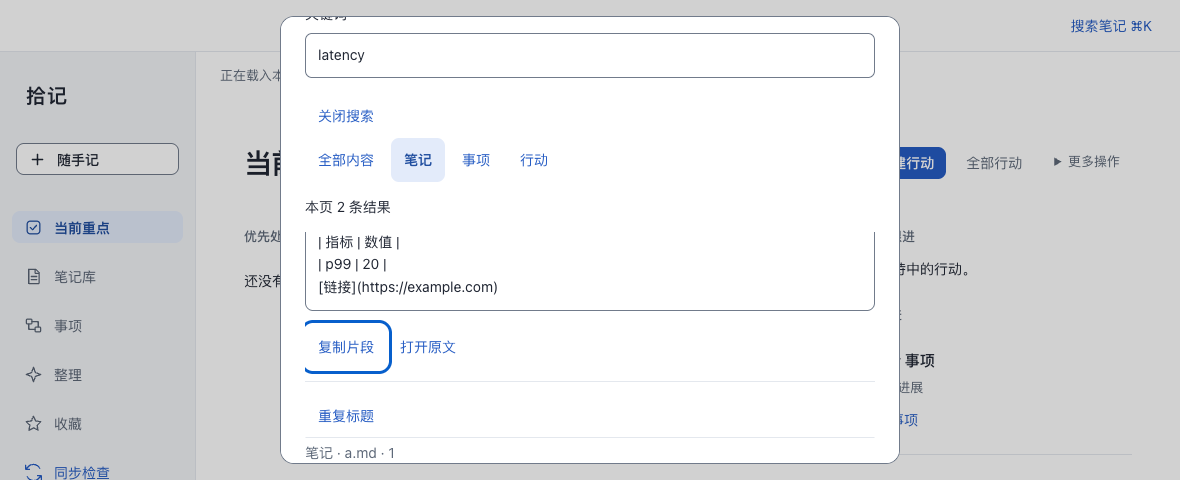 搜索笔记 ⌘K
拾记
随手记
当前重点
笔记库
事项
整理
收藏
同步检查
正在载入本
当前
优先处
还没有
关键词
latency
关闭搜索
全部内容 笔记 事项 行动
本页 2 条结果
| 指标 | 数值 |
| p99 | 20 |
[链接](https://example.com)
复制片段 打开原文
重复标题
笔记 · a.md · 1
建行动 全部行动 更多操作
进
中的行动。
事项
进展
事项